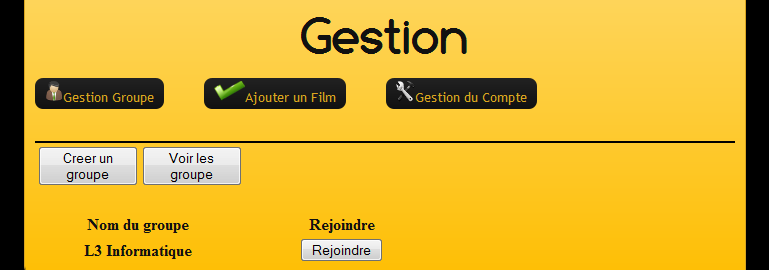 Gestion
Gestion Groupe Ajouter un Film Gestion du Compte
Creer un groupe Voir les groupe
Nom du groupe Rejoindre
L3 Informatique Rejoindre